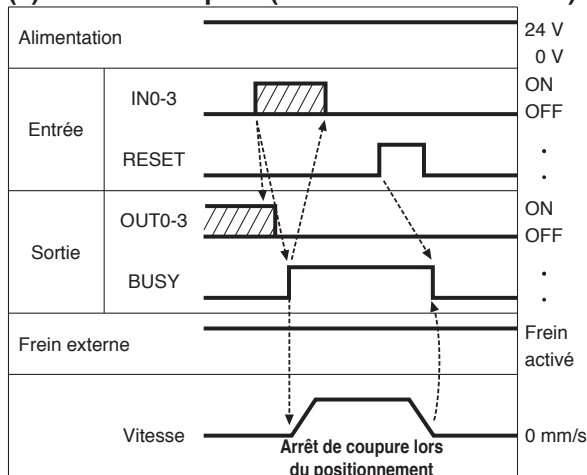 Alimentation
24 V
0 V
Entrée
IN0-3
ON
OFF
RESET
Sortie
OUT0-3
ON
OFF
BUSY
Frein externe
Frein
activé
Vitesse
0 mm/s
Arrêt de coupure lors
du positionnement